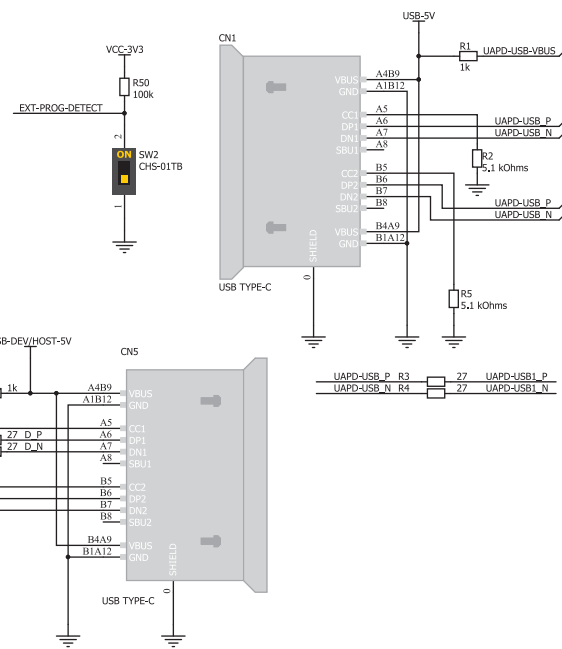 USB-5V
CN1
VCC-3V3
R1
UAPD-USB-VBUS
1k
R50
100k
VBUS A4B9
GND A1B12
EXT-PROG-DETECT
CC1 A5
DP1 A6 UAPD-USB_P
DN1 A7 UAPD-USB_N
SBU1 A8
2
ON
SW2
CHS-01TB
R2
5.1 kOhms
CC2 B5
DP2 B6
DN2 B7
SBU2 B8
UAPD-USB_P
UAPD-USB_N
1
VBUS B4A9
GND B1A12
SHIELD
0
USB TYPE-C
R5
5.1 kOhms
SB-DEV/HOST-5V
CN5
UAPD-USB_P R3 27 UAPD-USB1_P
UAPD-USB_N R4 27 UAPD-USB1_N
1k
A4B9 VBUS
A1B12 GND
A5 CC1
27 D_P A6 DP1
27 D_N A7 DN1
A8 SBU1
B5 CC2
B6 DP2
B7 DN2
B8 SBU2
B4A9 VBUS
B1A12 GND
SHIELD
0
USB TYPE-C